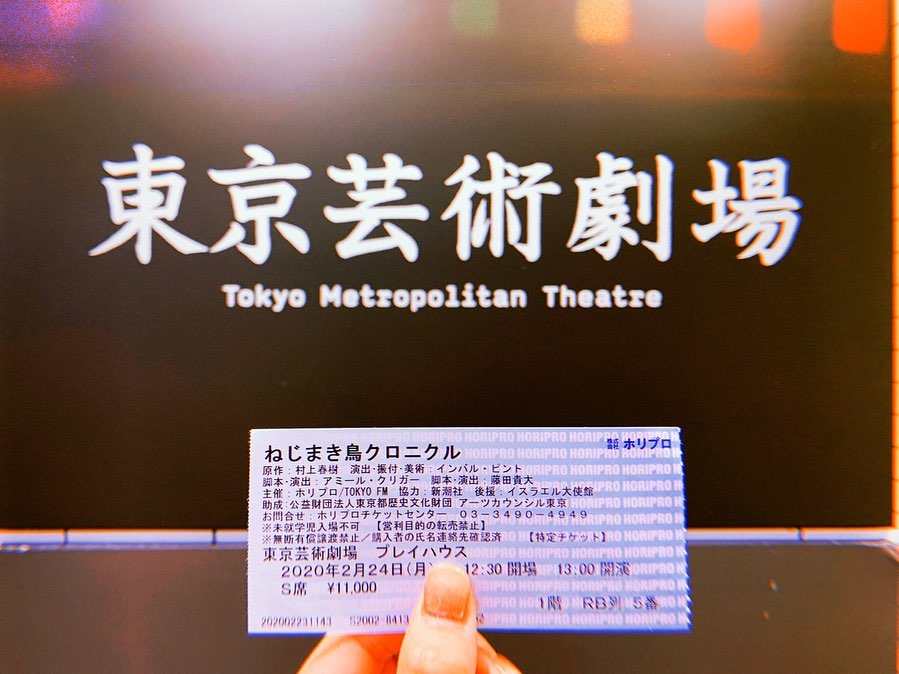 東京芸術劇場
Tokyo Metropolitan Theatre
HORIPRO HORIPRO HORIPRO HORIPRO HORIPRO
ホリプロ
ねじまき鳥クロニクル
原作：村上春樹　演出・振付・美術：インバル・ピント
脚本・演出：アミール・クリガー　脚本・演出：藤田貴大
主催：ホリプロ/TOKYO FM　協力：新潮社　後援：イスラエル大使館
助成：公益財団法人東京都歴史文化財団　アーツカウンシル東京
お問合せ：ホリプロチケットセンター　03-3490-4949
※未就学児入場不可　【営利目的の転売禁止】
※無断有償譲渡禁止／購入者の氏名連絡先確認済　【特定チケット】
東京芸術劇場　プレイハウス
2020年2月24日(月)　12:30 開場　13:00 開演
S席　¥11,000
1階　RB列　5番
202002231143　S2002-8413